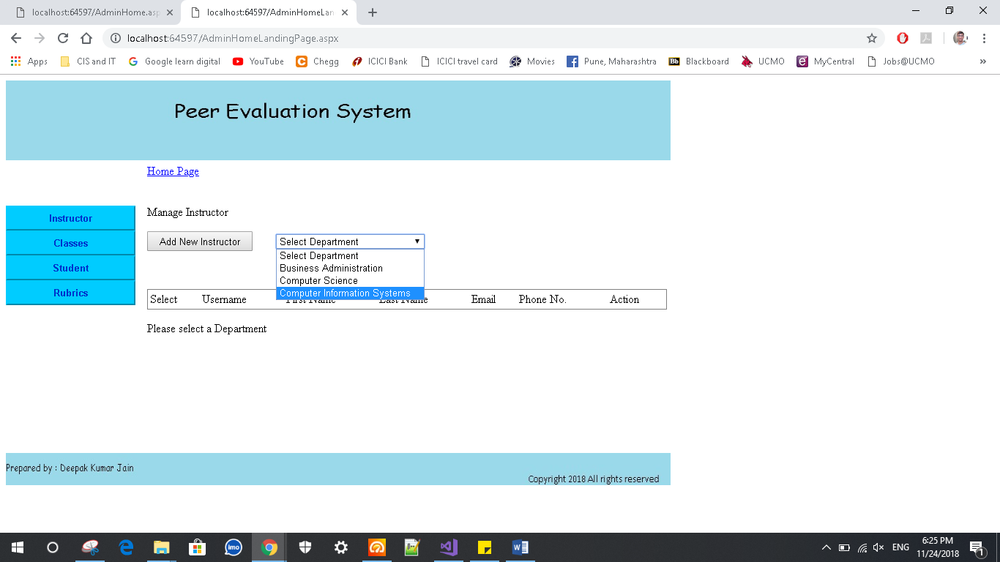 localhost:64597/AdminHome.asp
localhost:64597/AdminHomeLan
localhost:64597/AdminHomeLandingPage.aspx
Apps CIS and IT Google learn digital YouTube Chegg ICICI Bank ICICI travel card Movies Pune, Maharashtra Bb Blackboard UCMO MyCentral Jobs@UCMO »
Peer Evaluation System
Home Page
Instructor
Classes
Student
Rubrics
Manage Instructor
Add New Instructor
Select Department
Select Department
Business Administration
Computer Science
Computer Information Systems
Select Username First Name Last Name Email Phone No. Action
Please select a Department
Prepared by : Deepak Kumar Jain
Copyright 2018 All rights reserved
imo
ENG
6:25 PM
11/24/2018
1